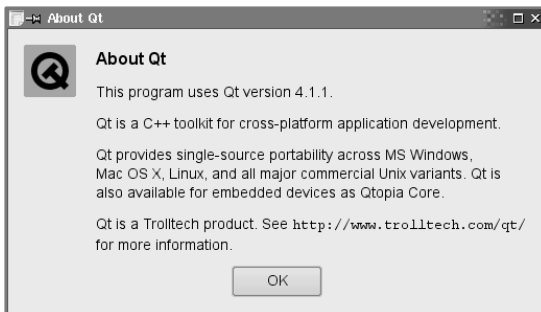 About Qt
About Qt
This program uses Qt version 4.1.1.
Qt is a C++ toolkit for cross-platform application development.
Qt provides single-source portability across MS Windows,
Mac OS X, Linux, and all major commercial Unix variants. Qt is
also available for embedded devices as Qtopia Core.
Qt is a Trolltech product. See http://www.trolltech.com/qt/
for more information.
OK